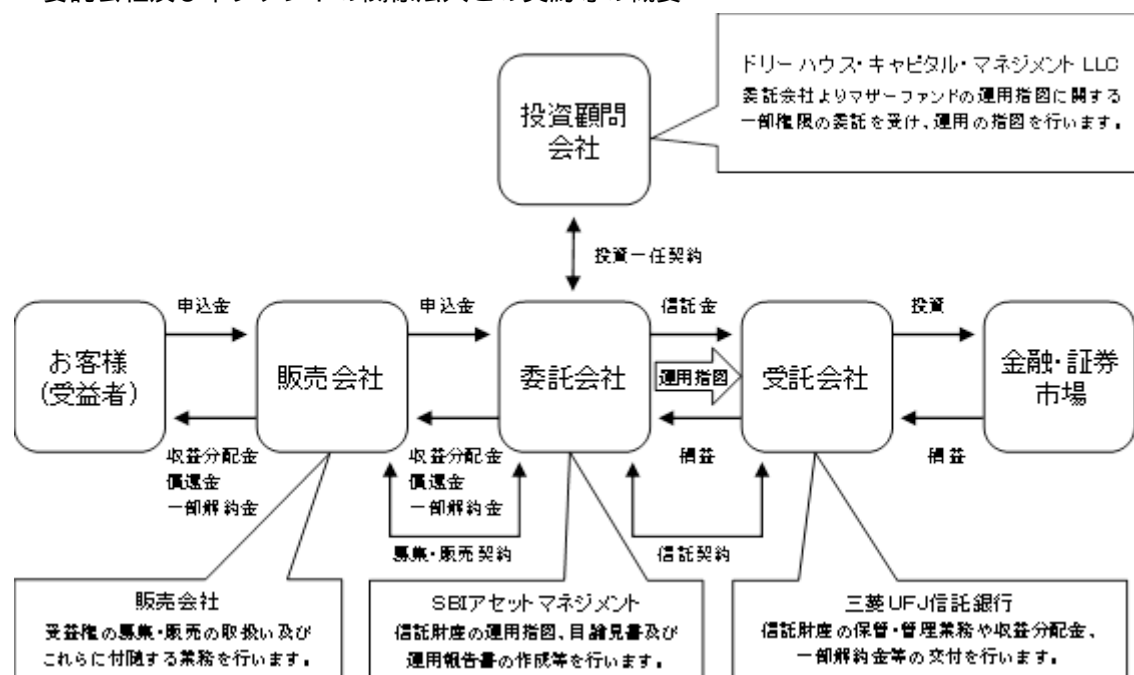 ドリーハウス・キャピタル・マネジメント LLC
委託会社よりマザーファンドの運用指図に関する
一部権限の委託を受け、運用の指図を行います。
投資顧問
会社
投資一任契約
申込金
申込金
信託金
投資
お客様
(受益者)
販売会社
委託会社
運用指図
受託会社
金融・証券
市場
収益分配金
償還金
一部解約金
収益分配金
償還金
一部解約金
損益
損益
募集・販売契約
信託契約
販売会社
受益権の募集・販売の取扱い及び
これらに付随する業務を行います。
SBIアセットマネジメント
信託財産の運用指図、目論見書及び
運用報告書の作成等を行います。
三菱UFJ信託銀行
信託財産の保管・管理業務や収益分配金、
一部解約金等の交付を行います。